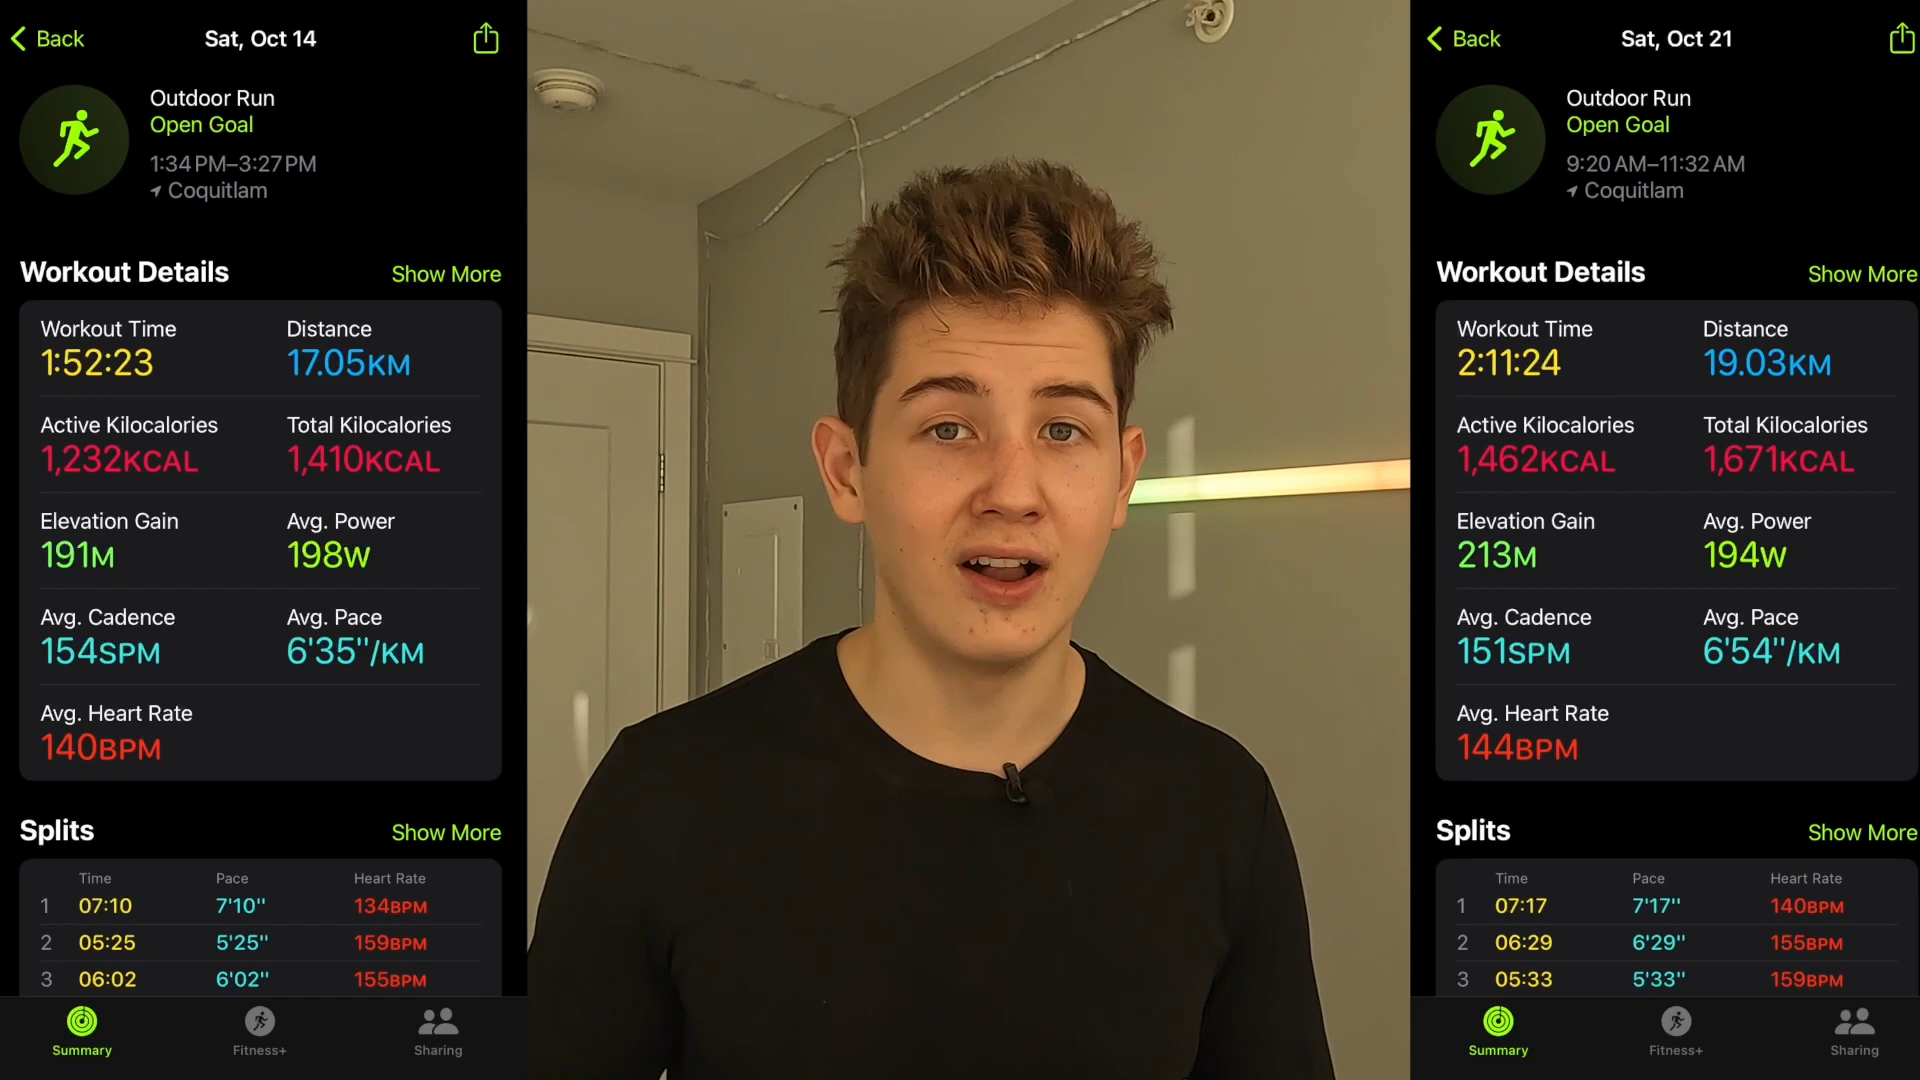 Back
Sat, Oct 14
Outdoor Run
Open Goal
1:34 PM–3:27 PM
Coquitlam
Workout Details
Show More
Workout Time
Distance
1:52:23
17.05KM
Active Kilocalories
Total Kilocalories
1,232KCAL
1,410KCAL
Elevation Gain
Avg. Power
191M
198W
Avg. Cadence
Avg. Pace
154SPM
6'35''/KM
Avg. Heart Rate
140BPM
Splits
Show More
Time Pace Heart Rate
1 07:10 7'10'' 134BPM
2 05:25 5'25'' 159BPM
3 06:02 6'02'' 155BPM
Summary
Fitness+
Sharing
Back
Sat, Oct 21
Outdoor Run
Open Goal
9:20 AM–11:32 AM
Coquitlam
Workout Details
Show More
Workout Time
Distance
2:11:24
19.03KM
Active Kilocalories
Total Kilocalories
1,462KCAL
1,671KCAL
Elevation Gain
Avg. Power
213M
194W
Avg. Cadence
Avg. Pace
151SPM
6'54''/KM
Avg. Heart Rate
144BPM
Splits
Show More
Time Pace Heart Rate
1 07:17 7'17'' 140BPM
2 06:29 6'29'' 155BPM
3 05:33 5'33'' 159BPM
Summary
Fitness+
Sharing